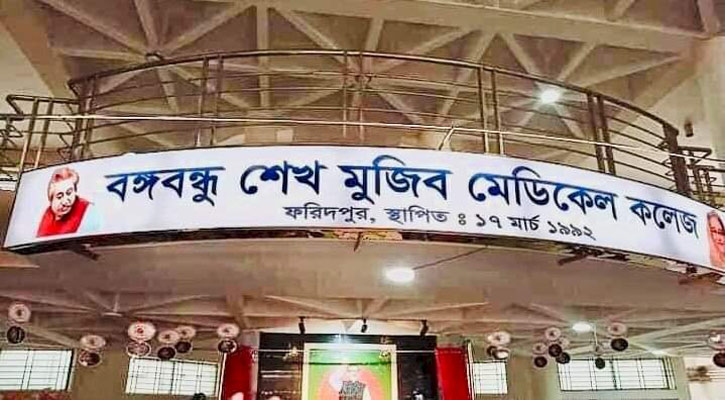 বঙ্গবন্ধু শেখ মুজিব মেডিকেল কলেজ
ফরিদপুর, স্থাপিত ঃ ১৭ মার্চ ১৯৯২